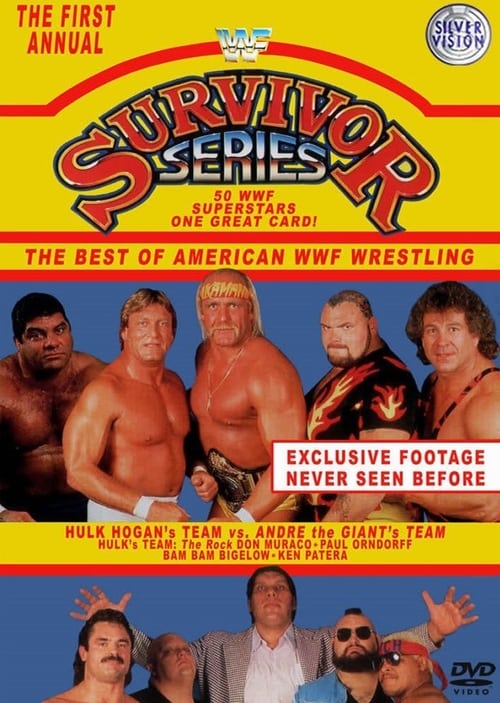 THE FIRST
ANNUAL
WWF
SILVER
VISION
SURVIVOR
SERIES
50 WWF
SUPERSTARS
ONE GREAT CARD!
THE BEST OF AMERICAN WWF WRESTLING
EXCLUSIVE FOOTAGE
NEVER SEEN BEFORE
HULK HOGAN's TEAM vs. ANDRE the GIANT's TEAM
HULK's TEAM: The Rock DON MURACO • PAUL ORNDORFF
BAM BAM BIGELOW • KEN PATERA
DVD
VIDEO